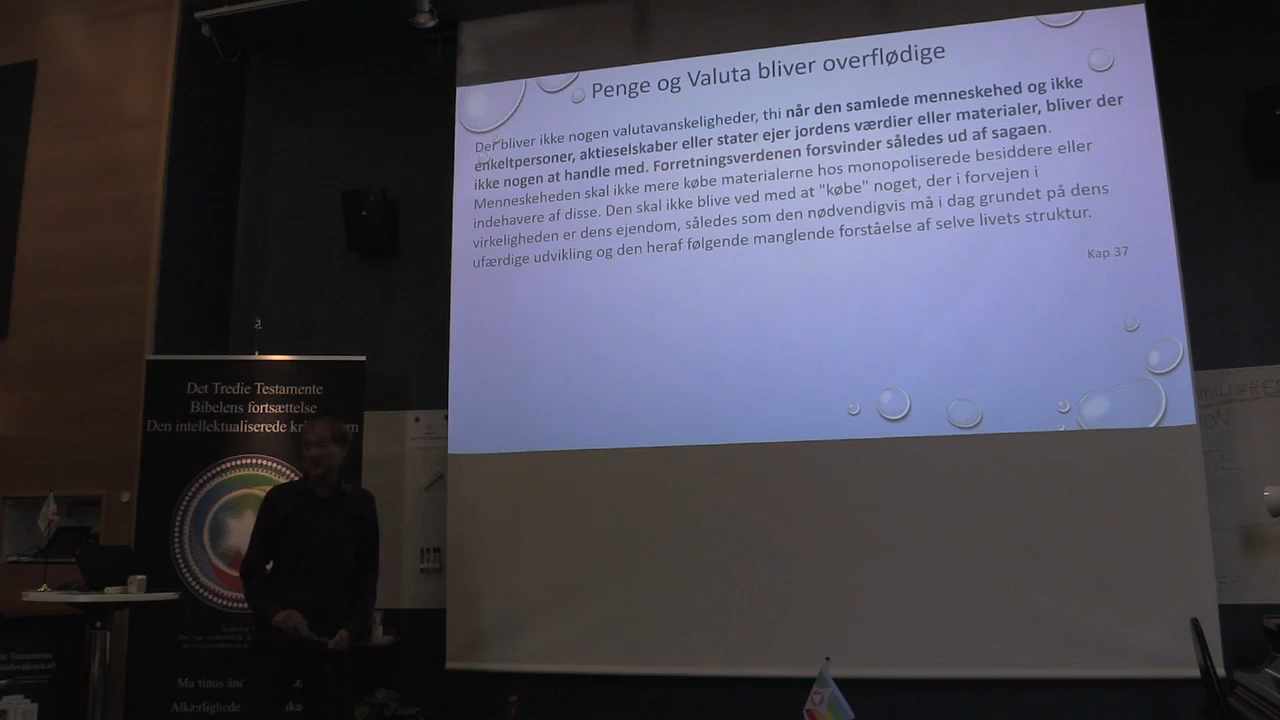 Penge og Valuta bliver overflødige
Der bliver ikke nogen valutavanskeligheder, thi når den samlede menneskehed og ikke
enkeltpersoner, aktieselskaber eller stater ejer jordens værdier eller materialer, bliver der
ikke nogen at handle med. Forretningsverdenen forsvinder således ud af sagaen.
Menneskeheden skal ikke mere købe materialerne hos monopoliserede besiddere eller
indehavere af disse. Den skal ikke blive ved med at "købe" noget, der i forvejen i
virkeligheden er dens ejendom, således som den nødvendigvis må i dag grundet på dens
ufærdige udvikling og den heraf følgende manglende forståelse af selve livets struktur.
Kap 37
Det Tredie Testamente
Bibelens fortsættelse
Den intellektualiserede